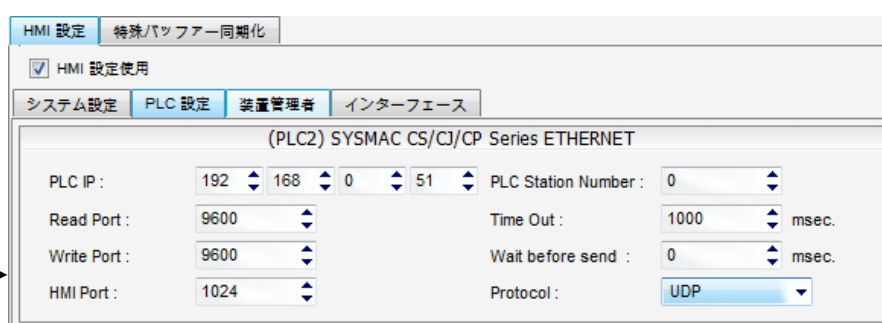 HMI 設定 特殊バッファー同期化
HMI 設定使用
システム設定 PLC 設定 装置管理者 インターフェース
(PLC2) SYSMAC CS/CJ/CP Series ETHERNET
PLC IP : 192 168 0 51 PLC Station Number : 0
Read Port : 9600 Time Out : 1000 msec.
Write Port : 9600 Wait before send : 0 msec.
HMI Port : 1024 Protocol : UDP